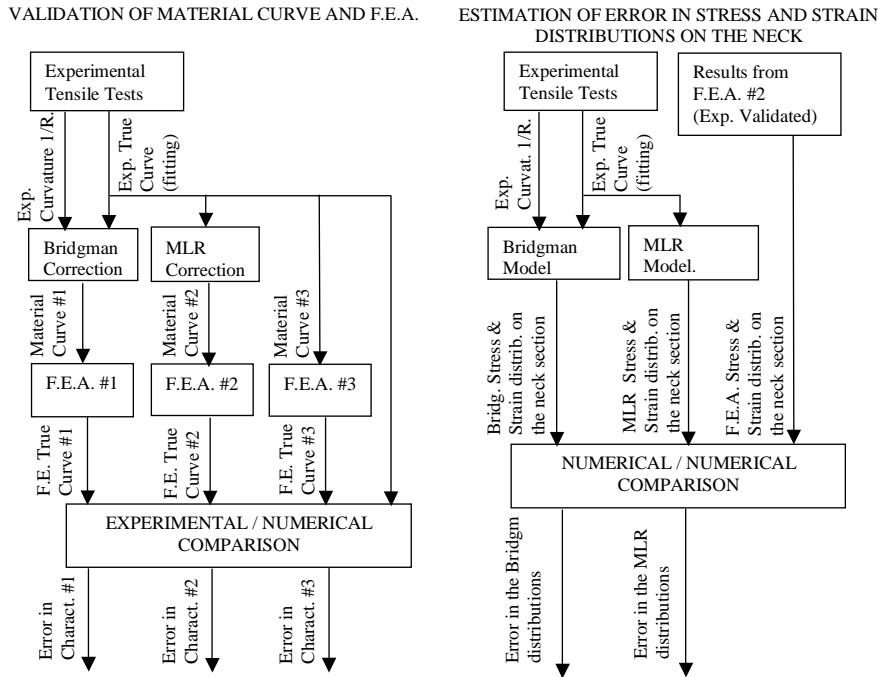 VALIDATION OF MATERIAL CURVE AND F.E.A.
Experimental
Tensile Tests
Exp.
Curvature 1/R.
Exp. True
Curve
(fitting)
Bridgman
Correction
MLR
Correction
Material
Curve #1
Material
Curve #2
Material
Curve #3
F.E.A. #1
F.E.A. #2
F.E.A. #3
F.E. True
Curve #1
F.E. True
Curve #2
F.E. True
Curve #3
EXPERIMENTAL / NUMERICAL
COMPARISON
Error in
Charact. #1
Error in
Charact. #2
Error in
Charact. #3
ESTIMATION OF ERROR IN STRESS AND STRAIN
DISTRIBUTIONS ON THE NECK
Experimental
Tensile Tests
Results from
F.E.A. #2
(Exp. Validated)
Exp.
Curvat. 1/R.
Exp. True
Curve
(fitting)
Bridgman
Model
MLR
Model.
Bridg. Stress &
Strain distrib. on
the neck section
MLR Stress &
Strain distrib. on
the neck section
F.E.A. Stress &
Strain distrib. on
the neck section
NUMERICAL / NUMERICAL
COMPARISON
Error in the Bridgm
distributions
Error in the MLR
distributions